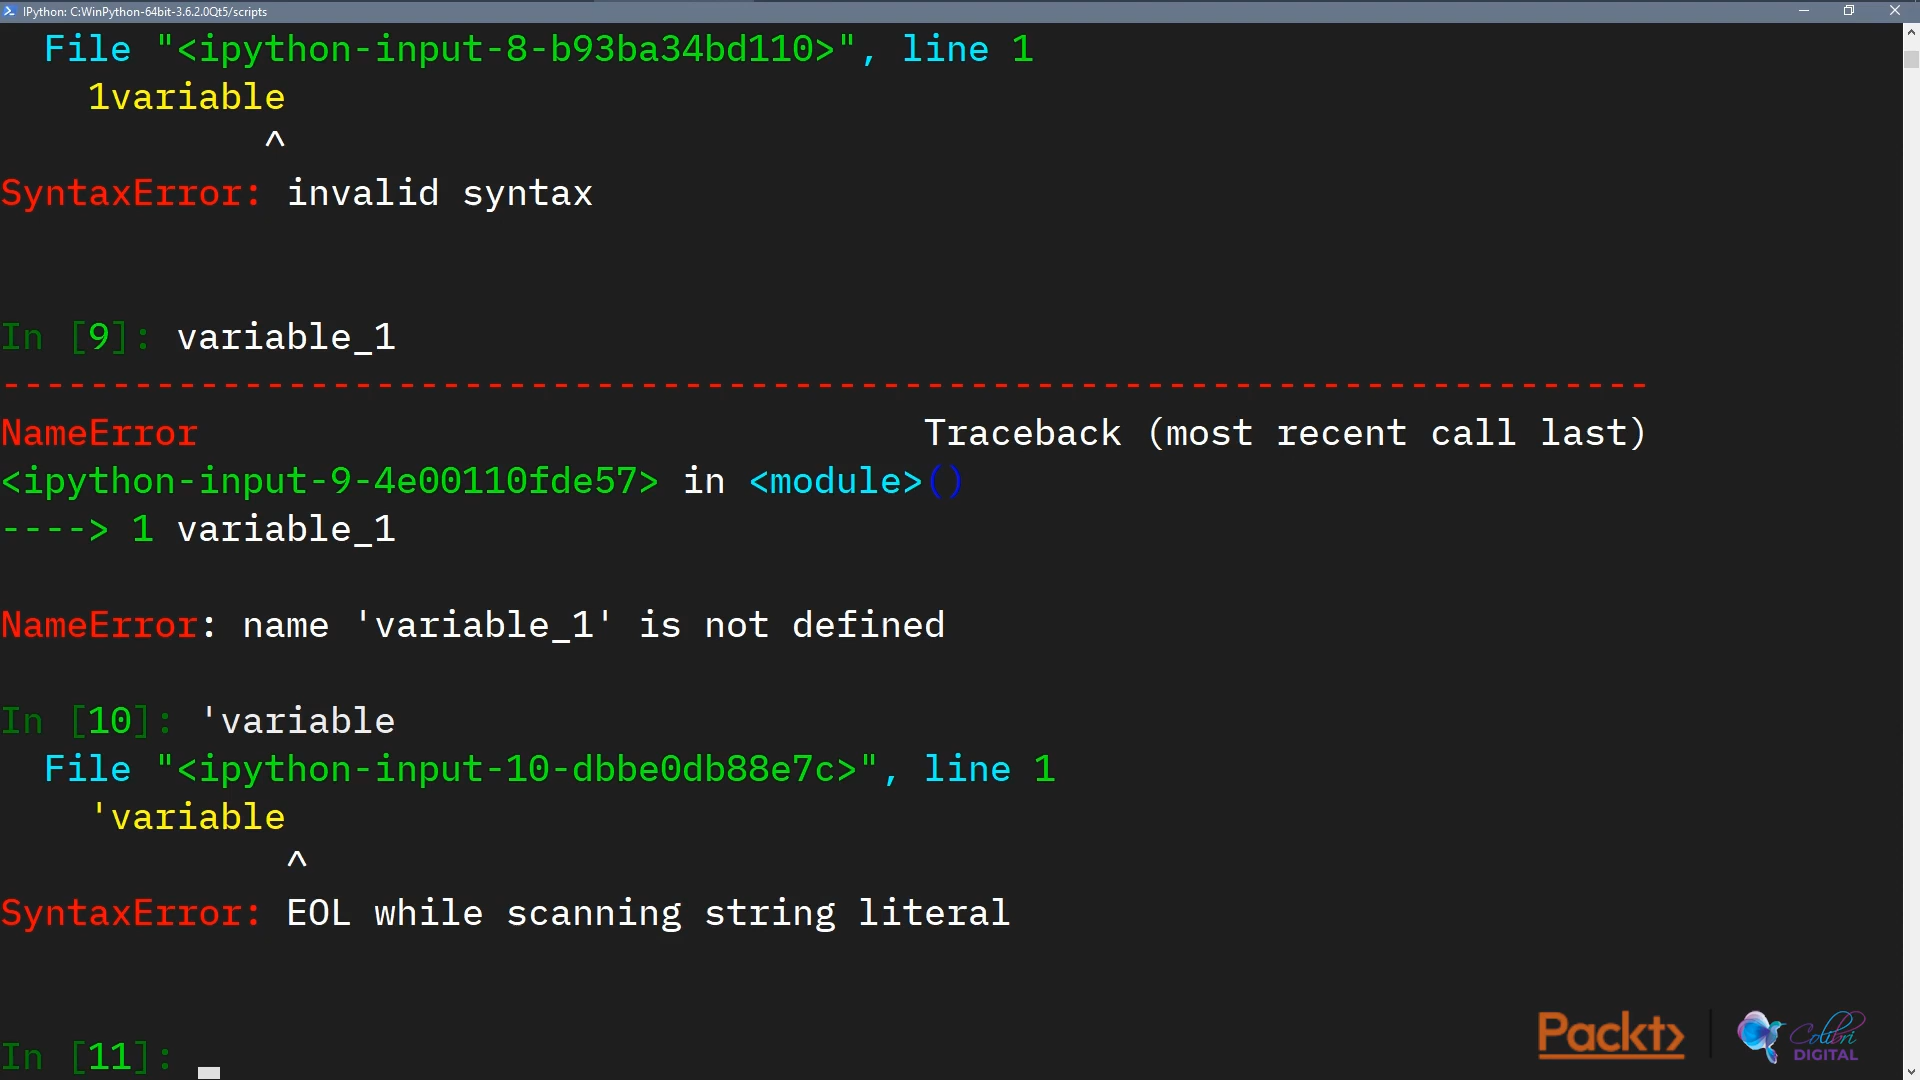 IPython: C:WinPython-64bit-3.6.2.0Qt5/scripts
File "<ipython-input-8-b93ba34bd110>", line 1
1variable
^
SyntaxError: invalid syntax
In [9]: variable_1
---------------------------------------------------------------------------
NameError                                 Traceback (most recent call last)
<ipython-input-9-4e00110fde57> in <module>()
----> 1 variable_1
NameError: name 'variable_1' is not defined
In [10]: 'variable
File "<ipython-input-10-dbbe0db88e7c>", line 1
'variable
^
SyntaxError: EOL while scanning string literal
In [11]:
Packt>
Colibri
DIGITAL